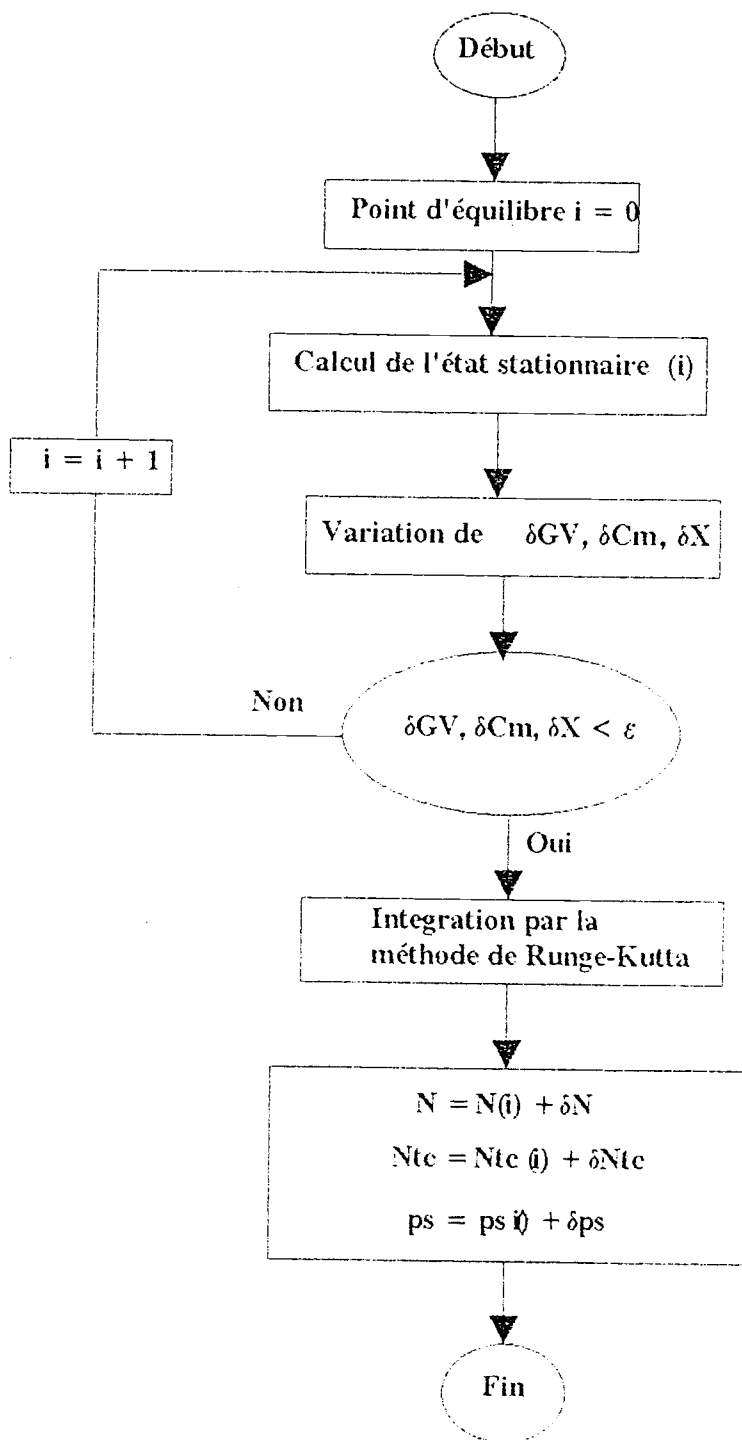 Début
Point d'équilibre i = 0
Calcul de l'état stationnaire (i)
i = i + 1
Variation de δGV, δCm, δX
Non
δGV, δCm, δX < ε
Oui
Integration par la
méthode de Runge-Kutta
N = N(i) + δN
Ntc = Ntc (i) + δNtc
ps = ps i) + δps
Fin